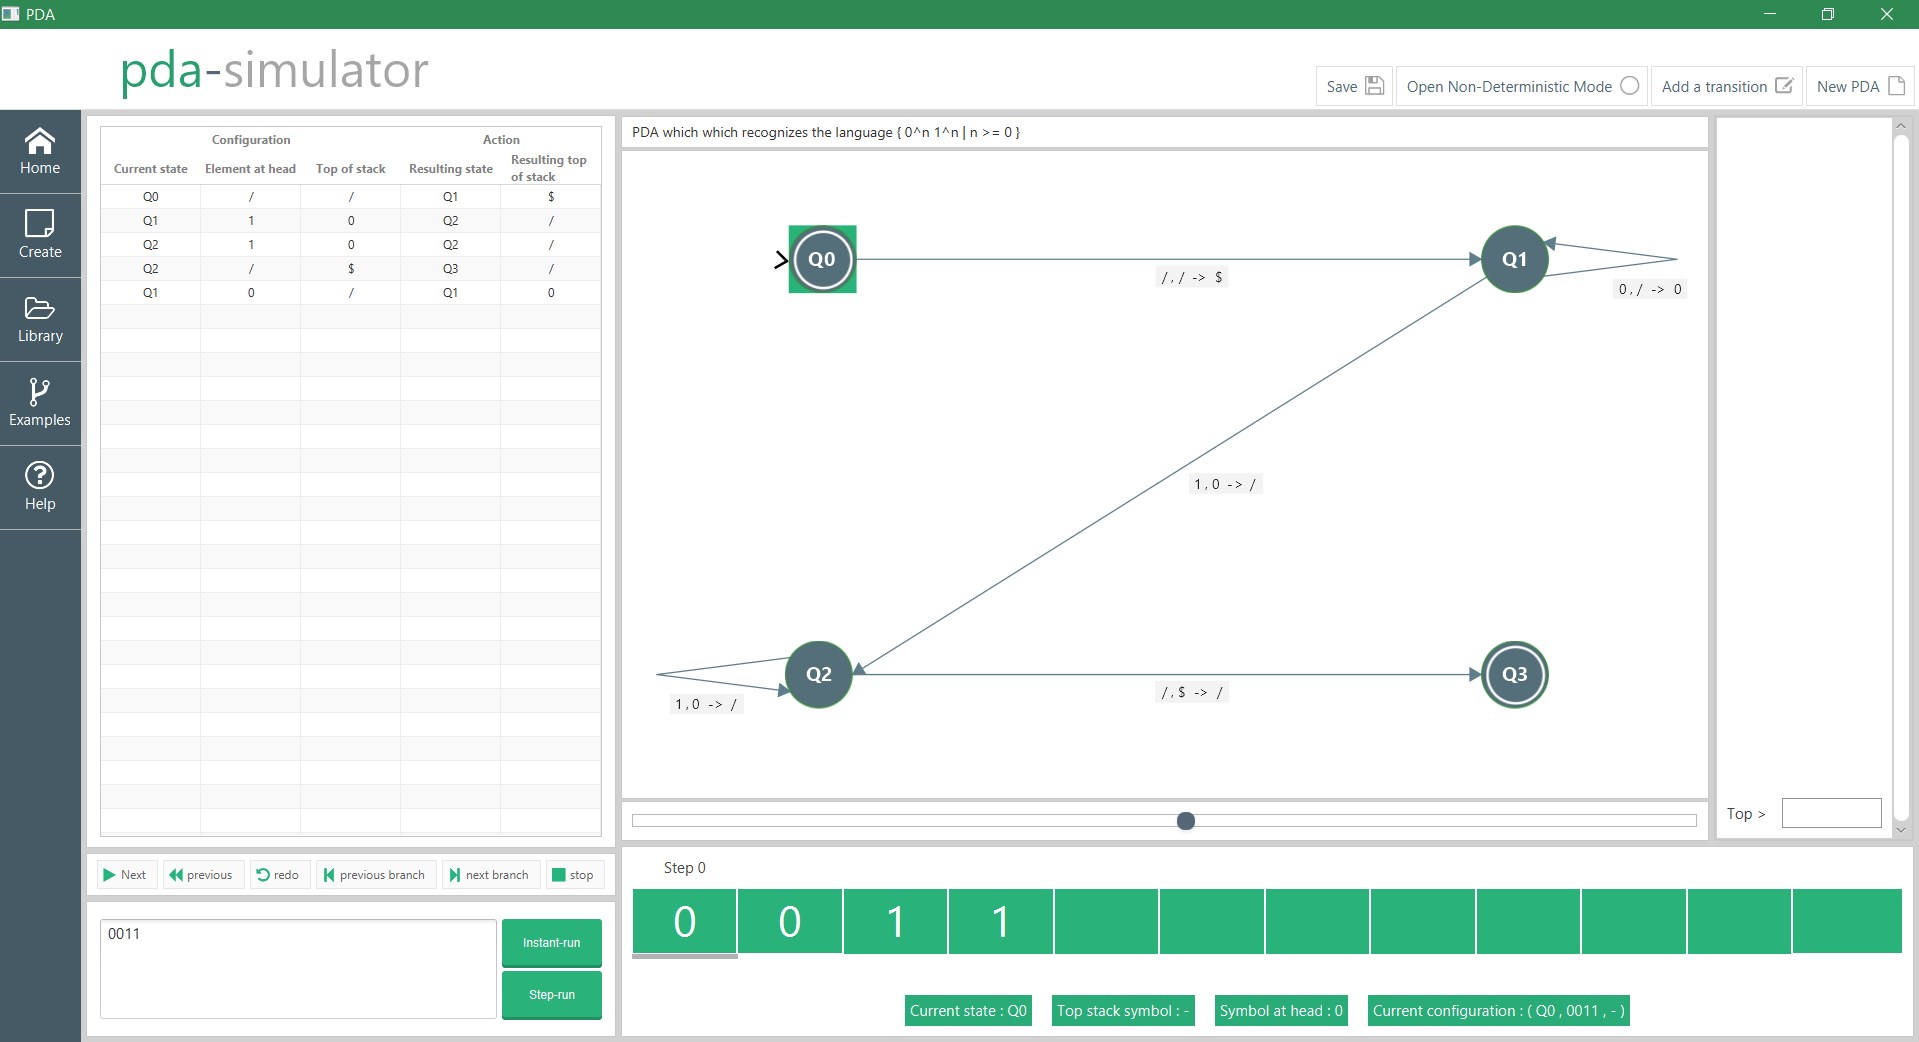 PDA
pda-simulator
Save
Open Non-Deterministic Mode
Add a transition
New PDA
Home
Create
Library
Examples
Help
Configuration Action
Current state Element at head Top of stack Resulting state Resulting top of stack
Q0 / / Q1 $
Q1 1 0 Q2 /
Q2 1 0 Q2 /
Q2 / $ Q3 /
Q1 0 / Q1 0
PDA which which recognizes the language { 0^n 1^n | n >= 0 }
> Q0
/ , / -> $
Q1
0 , / -> 0
1 , 0 -> /
Q2
1 , 0 -> /
/ , $ -> /
Q3
Top >
Next
previous
redo
previous branch
next branch
stop
0011
Instant-run
Step-run
Step 0
0 0 1 1
Current state : Q0
Top stack symbol : -
Symbol at head : 0
Current configuration : ( Q0 , 0011 , - )